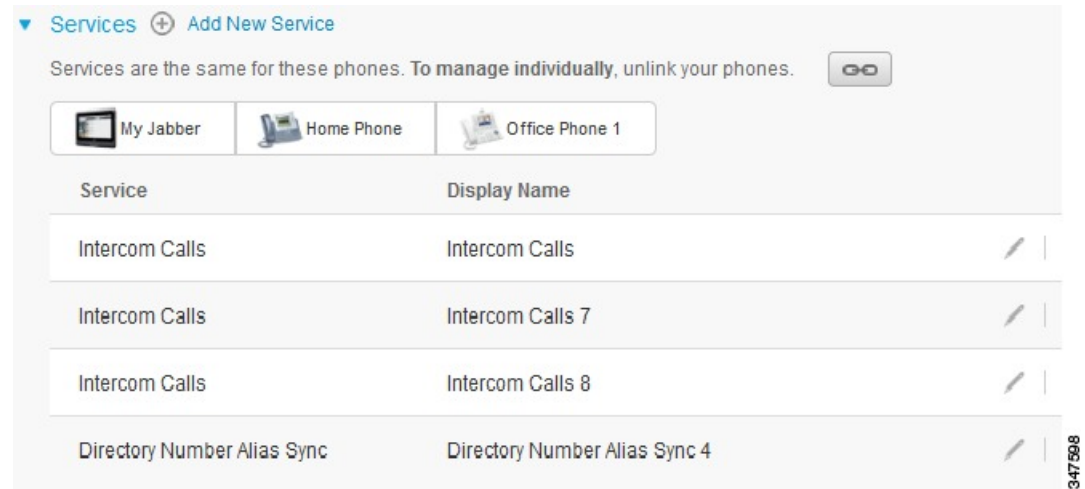 Services Add New Service
Services are the same for these phones. To manage individually, unlink your phones.
My Jabber Home Phone Office Phone 1
Service Display Name
Intercom Calls Intercom Calls
Intercom Calls Intercom Calls 7
Intercom Calls Intercom Calls 8
Directory Number Alias Sync Directory Number Alias Sync 4
347598